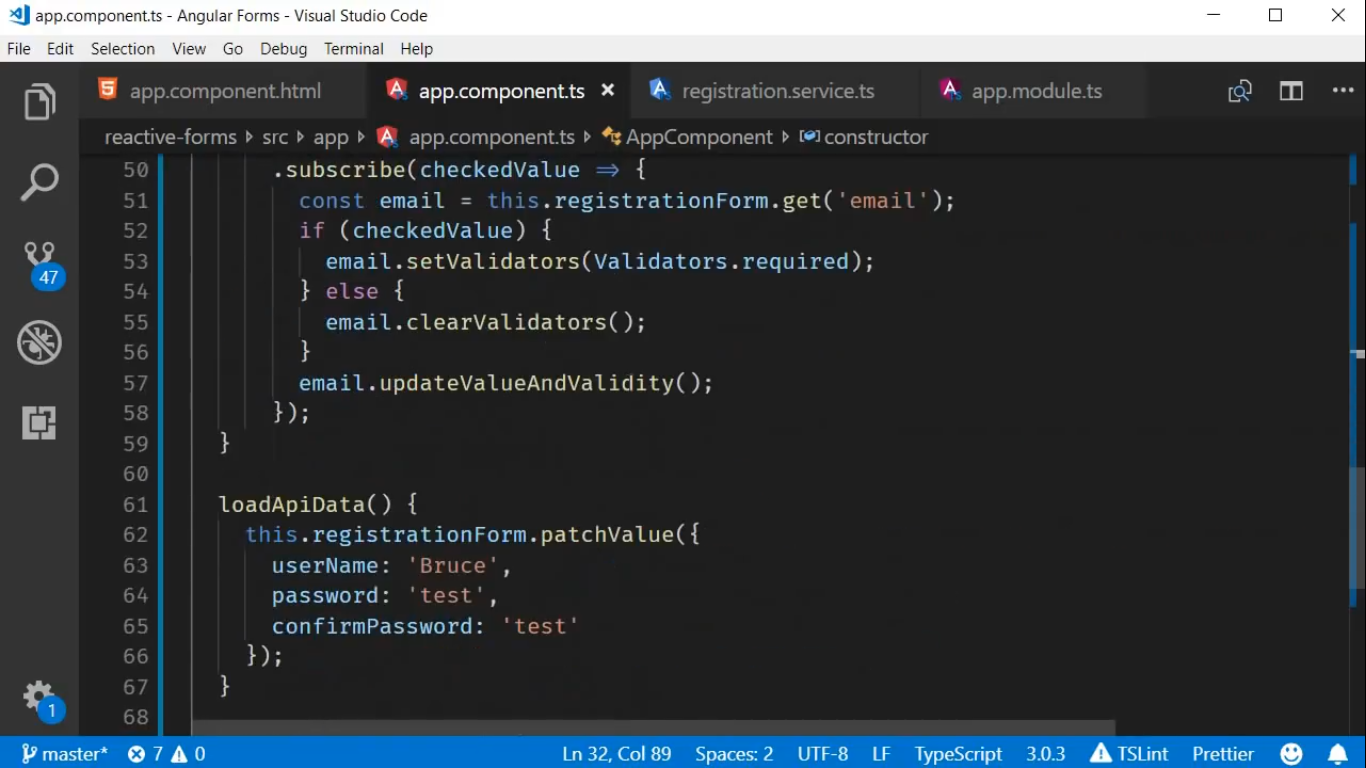 app.component.ts - Angular Forms - Visual Studio Code
File Edit Selection View Go Debug Terminal Help
app.component.html app.component.ts registration.service.ts app.module.ts
reactive-forms src app app.component.ts AppComponent constructor
50 .subscribe(checkedValue => {
51 const email = this.registrationForm.get('email');
52 if (checkedValue) {
53 email.setValidators(Validators.required);
54 } else {
55 email.clearValidators();
56 }
57 email.updateValueAndValidity();
58 });
59 }
60
61 loadApiData() {
62 this.registrationForm.patchValue({
63 userName: 'Bruce',
64 password: 'test',
65 confirmPassword: 'test'
66 });
67 }
68
47
1
master* 7 0 Ln 32, Col 89 Spaces: 2 UTF-8 LF TypeScript 3.0.3 TSLint Prettier